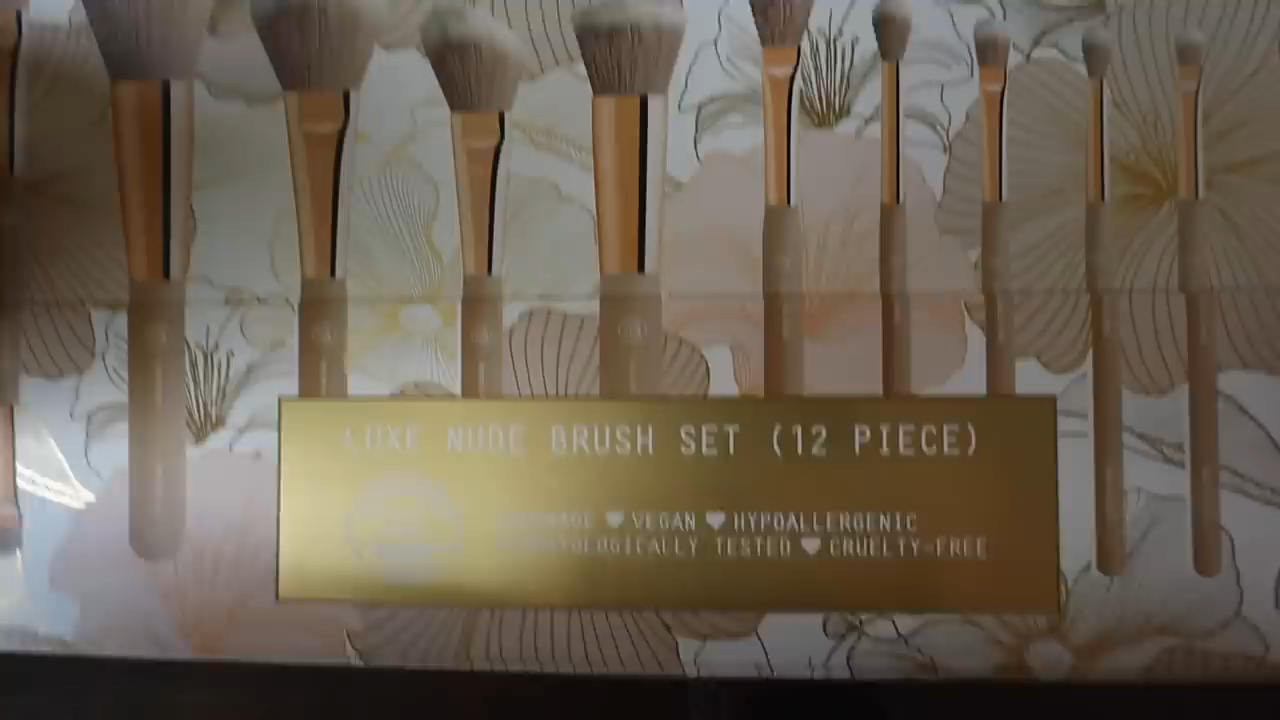 LUXE NUDE BRUSH SET (12 PIECE)
♥ VEGAN ♥ HYPOALLERGENIC
TESTED ♥ CRUELTY-FREE